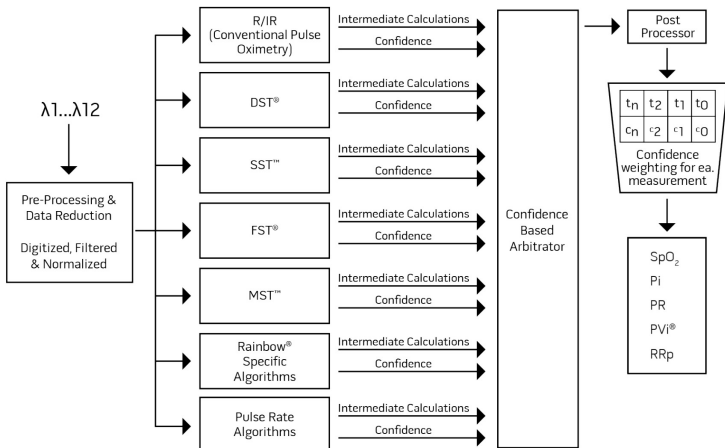 λ1...λ12
Pre-Processing &
Data Reduction
Digitized, Filtered
& Normalized
R/IR
(Conventional Pulse
Oximetry)
Intermediate Calculations
Confidence
DST®
Intermediate Calculations
Confidence
SST™
Intermediate Calculations
Confidence
FST®
Intermediate Calculations
Confidence
MST™
Intermediate Calculations
Confidence
Rainbow®
Specific
Algorithms
Intermediate Calculations
Confidence
Pulse Rate
Algorithms
Intermediate Calculations
Confidence
Confidence
Based
Arbitrator
Post
Processor
tn t2 t1 t0
cn c2 c1 c0
Confidence
weighting for ea.
measurement
SpO₂
Pi
PR
PVi®
RRp